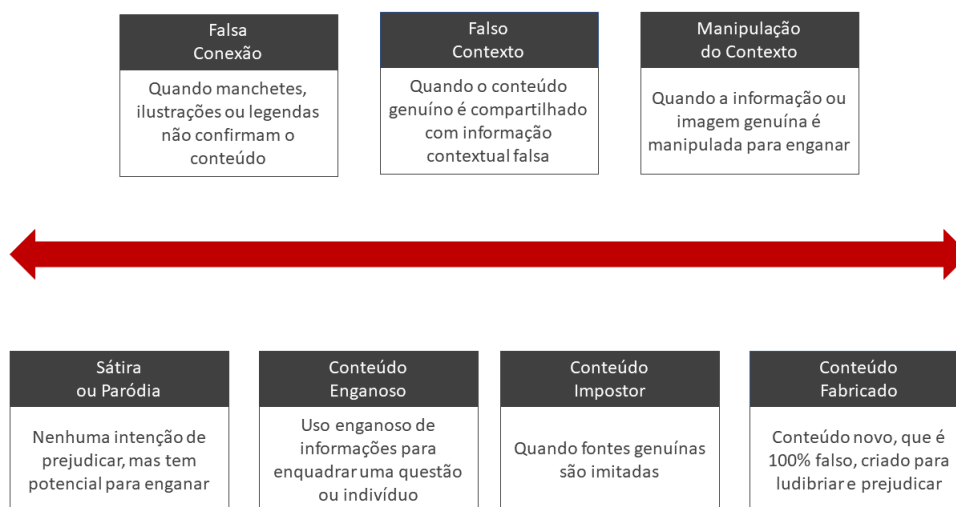 Falsa
Conexão
Quando manchetes,
ilustrações ou legendas
não confirmam o
conteúdo
Falso
Contexto
Quando o conteúdo
genuíno é compartilhado
com informação
contextual falsa
Manipulação
do Contexto
Quando a informação ou
imagem genuína é
manipulada para enganar
Sátira
ou Paródia
Nenhuma intenção de
prejudicar, mas tem
potencial para enganar
Conteúdo
Enganoso
Uso enganoso de
informações para
enquadrar uma questão
ou indivíduo
Conteúdo
Impostor
Quando fontes genuínas
são imitadas
Conteúdo
Fabricado
Conteúdo novo, que é
100% falso, criado para
ludibriar e prejudicar